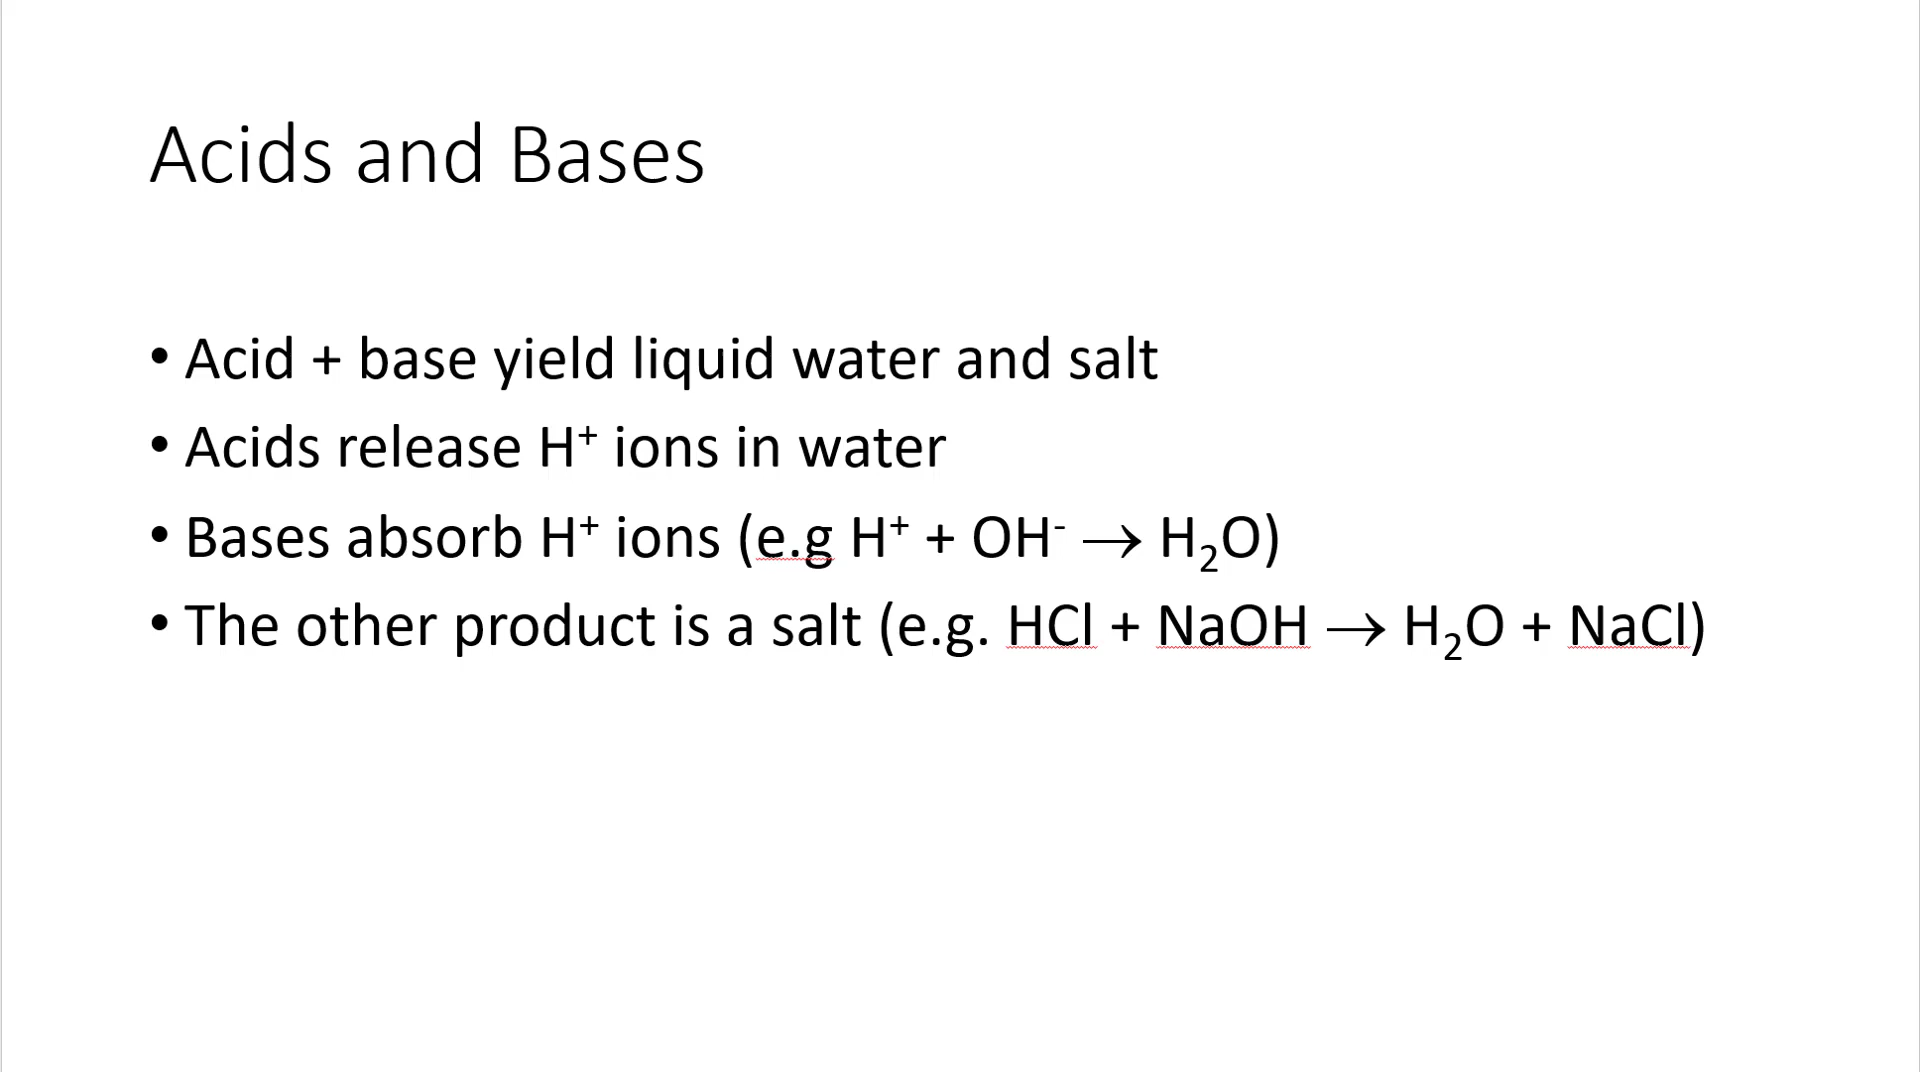 Acids and Bases
• Acid + base yield liquid water and salt
• Acids release H⁺ ions in water
• Bases absorb H⁺ ions (e.g H⁺ + OH⁻ → H₂O)
• The other product is a salt (e.g. HCl + NaOH → H₂O + NaCl)